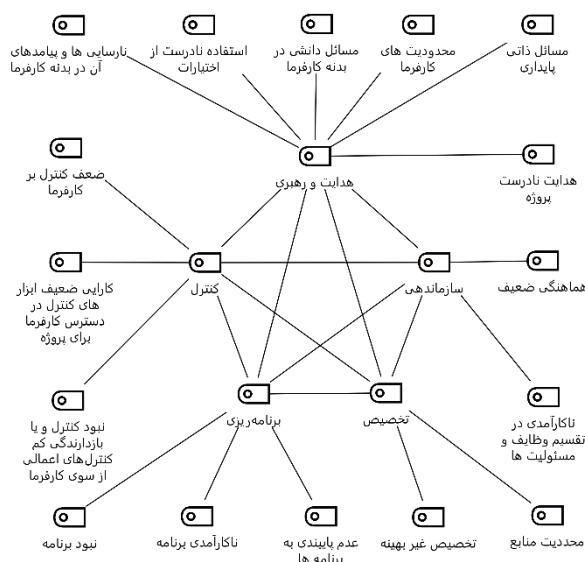 مسائل ذاتی
پایداری
محدودیت های
کارفرما
مسائل دانشی در
بدنه کارفرما
استفاده نادرست از
اختیارات
نارسایی ها و پیامدهای
آن در بدنه کارفرما
هدایت نادرست
پروژه
هدایت و رهبری
ضعف کنترل بر
کارفرما
هماهنگی ضعیف
سازماندهی
کنترل
کارایی ضعیف ابزار
های کنترل در
دسترس کارفرما
برای پروژه
ناکارآمدی در
تقسیم وظایف و
مسئولیت ها
تخصیص
برنامه‌ریزی
نبود کنترل و یا
بازدارندگی کم
کنترل‌های اعمالی
از سوی کارفرما
محددیت منابع
تخصیص غیر بهینه
عدم پایبندی به
برنامه ها
ناکارآمدی برنامه
نبود برنامه